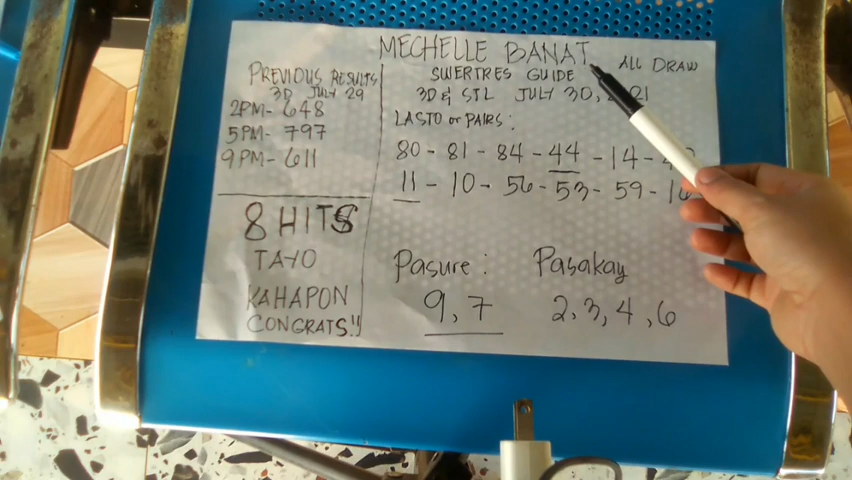 MECHELLE BANAT
ALL DRAW
SWERTRES GUIDE
3D & STL JULY 30,
LASTO or PAIRS:
80 - 81 - 84 - 44 - 14 -
11 - 10 - 56 - 53 - 59 -
Pasure: Pasakay
9, 7 2, 3, 4, 6
PREVIOUS RESULTS
3D JULY 29
2PM- 648
5PM- 797
9PM- 611
8 HITS
TAYO
KAHAPON
CONGRATS!!